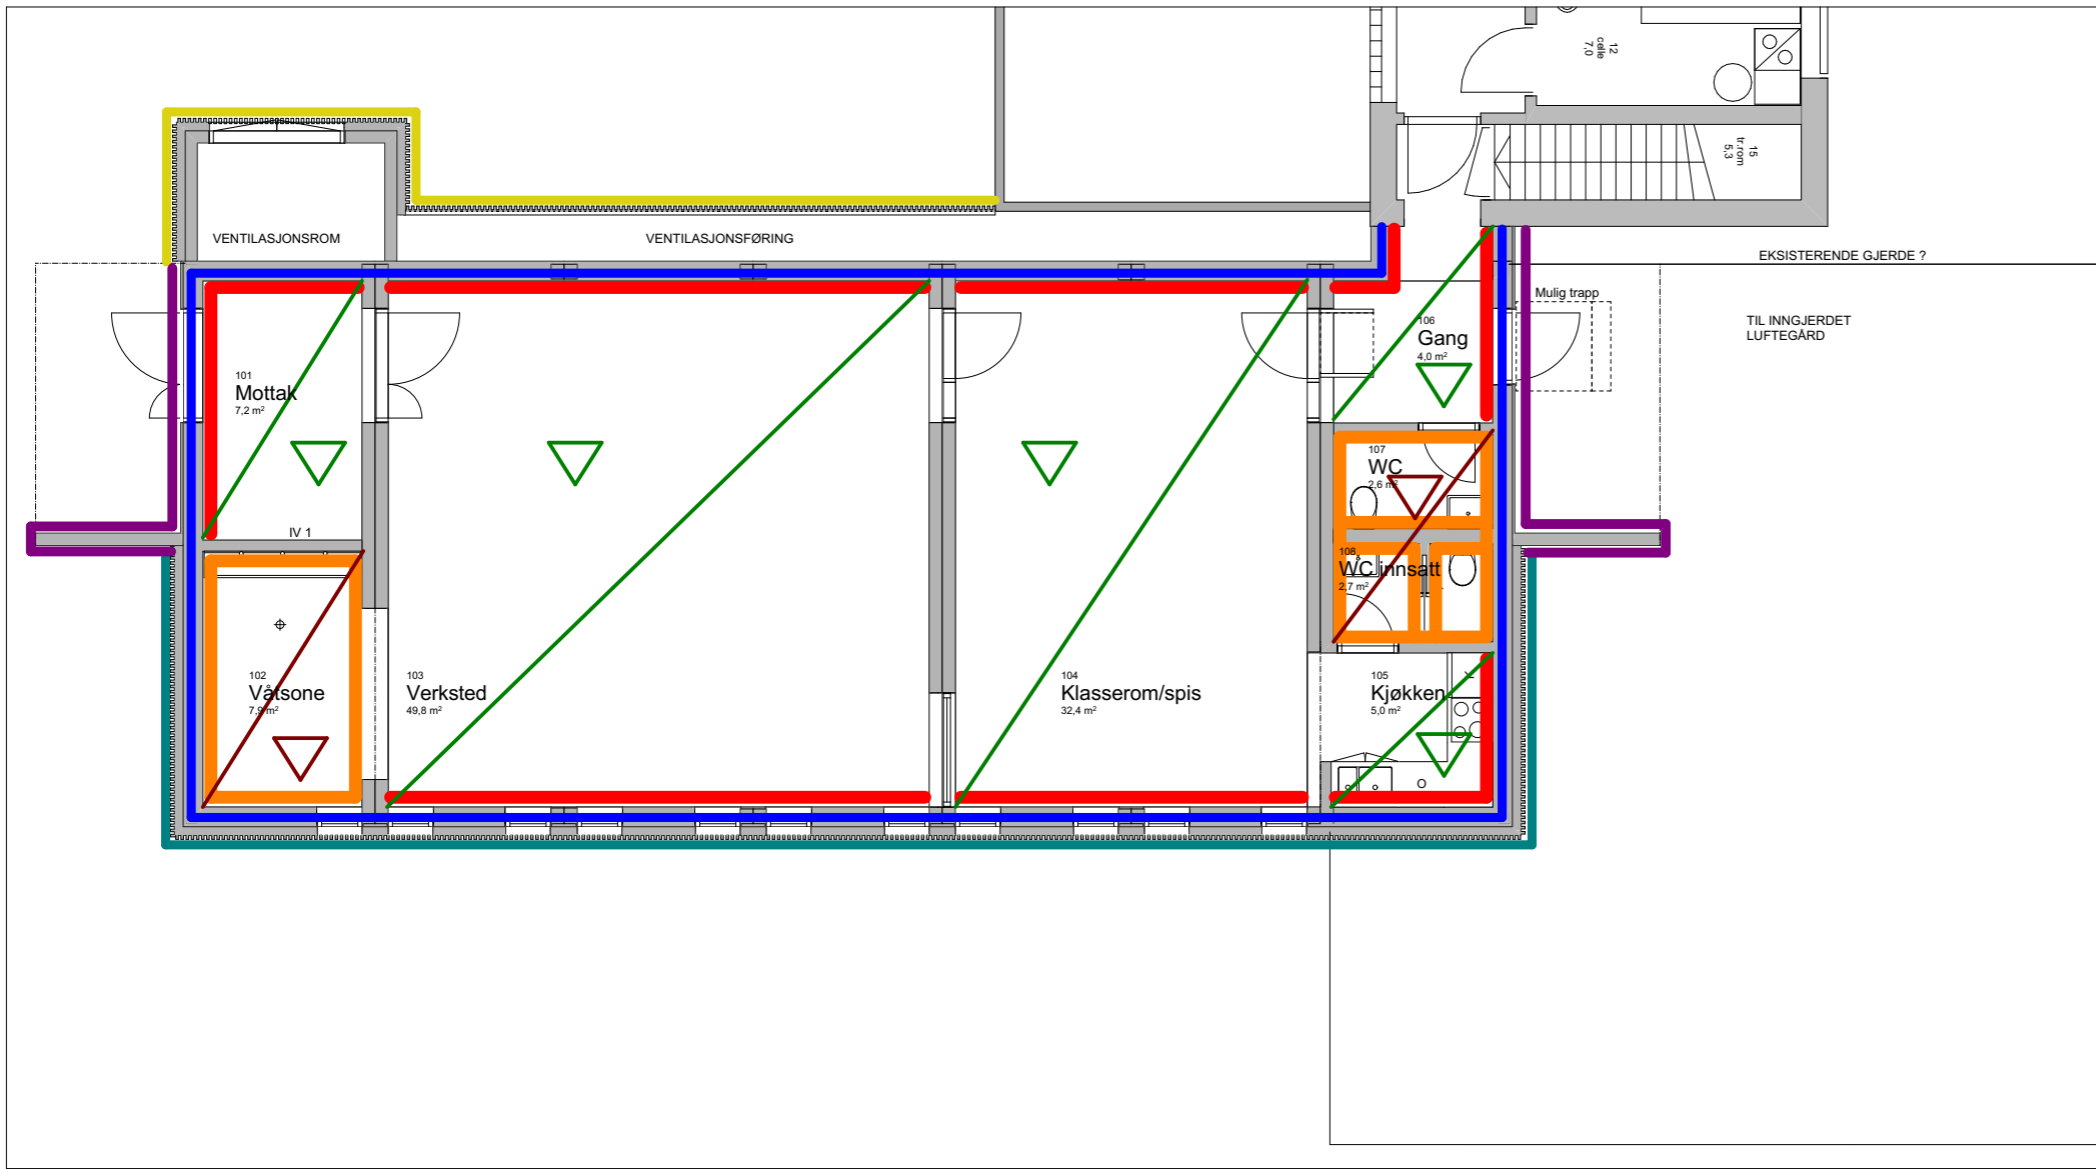 12
celle
7,0
15
tr.rom
5,3
VENTILASJONSROM
VENTILASJONSFØRING
EKSISTERENDE GJERDE ?
Mulig trapp
TIL INNGJERDET
LUFTEGÅRD
106
Gang
4,0 m²
101
Mottak
7,2 m²
107
WC
2,6 m²
IV 1
108
WC innsatt
2,7 m²
102
Våtsone
7,9 m²
103
Verksted
49,8 m²
104
Klasserom/spis
32,4 m²
105
Kjøkken
5,0 m²
O